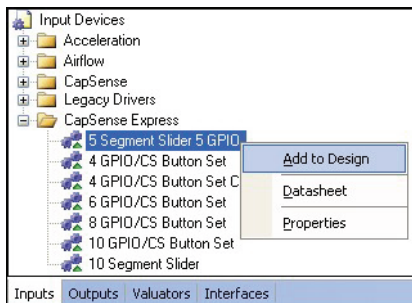 Input Devices
Acceleration
Airflow
CapSense
Legacy Drivers
CapSense Express
5 Segment Slider 5 GPIO
4 GPIO/CS Button Set
4 GPIO/CS Button Set C
6 GPIO/CS Button Set
8 GPIO/CS Button Set
10 GPIO/CS Button Set
10 Segment Slider
Add to Design
Datasheet
Properties
Inputs Outputs Valuators Interfaces